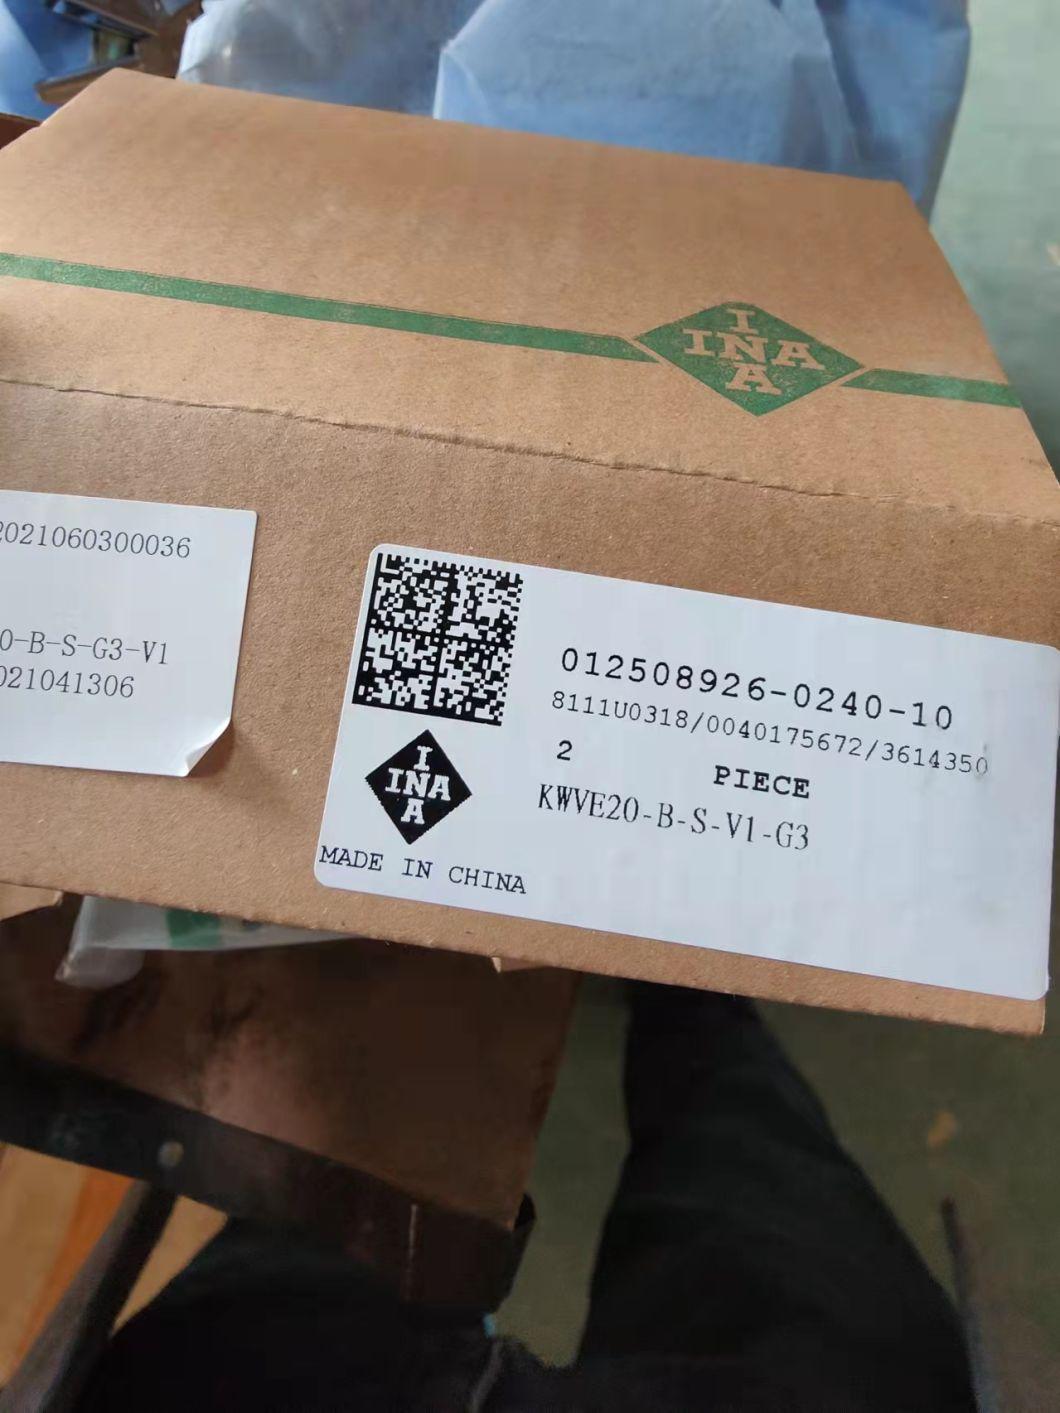 I
INA
A
2021060300036
0-B-S-G3-V1
021041306
012508926-0240-10
8111U0318/0040175672/3614350
2 PIECE
KWVE20-B-S-V1-G3
I
INA
A
MADE IN CHINA